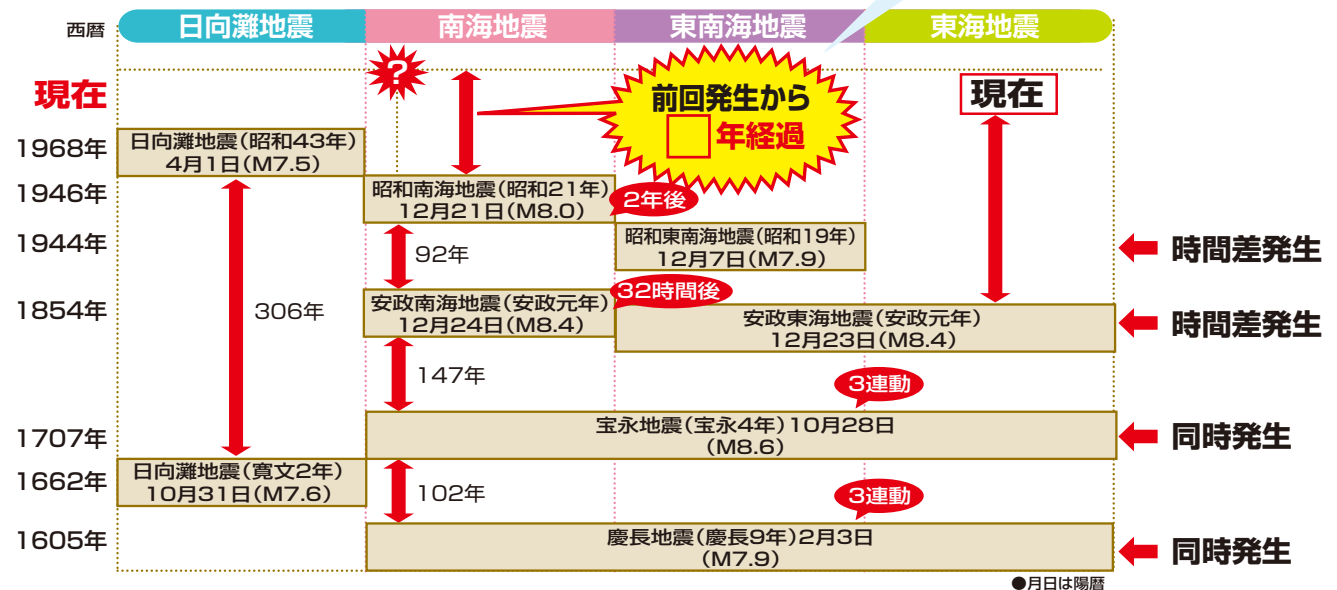 西暦
日向灘地震
南海地震
東南海地震
東海地震
現在
?
前回発生から
年経過
現在
1968年
日向灘地震(昭和43年)
4月1日(M7.5)
1946年
昭和南海地震(昭和21年)
12月21日(M8.0)
2年後
1944年
昭和東南海地震(昭和19年)
12月7日(M7.9)
時間差発生
92年
1854年
306年
安政南海地震(安政元年)
12月24日(M8.4)
32時間後
安政東海地震(安政元年)
12月23日(M8.4)
時間差発生
147年
3連動
1707年
宝永地震(宝永4年)10月28日
(M8.6)
同時発生
1662年
日向灘地震(寛文2年)
10月31日(M7.6)
102年
3連動
1605年
慶長地震(慶長9年)2月3日
(M7.9)
同時発生
●月日は陽暦